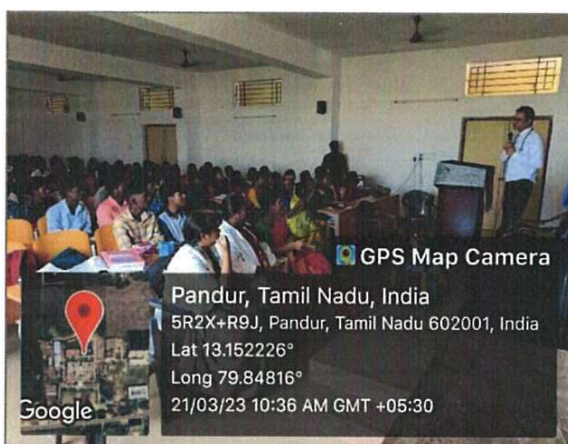 GPS Map Camera
Pandur, Tamil Nadu, India
5R2X+R9J, Pandur, Tamil Nadu 602001, India
Lat 13.152226°
Long 79.84816°
21/03/23 10:36 AM GMT +05:30
Google